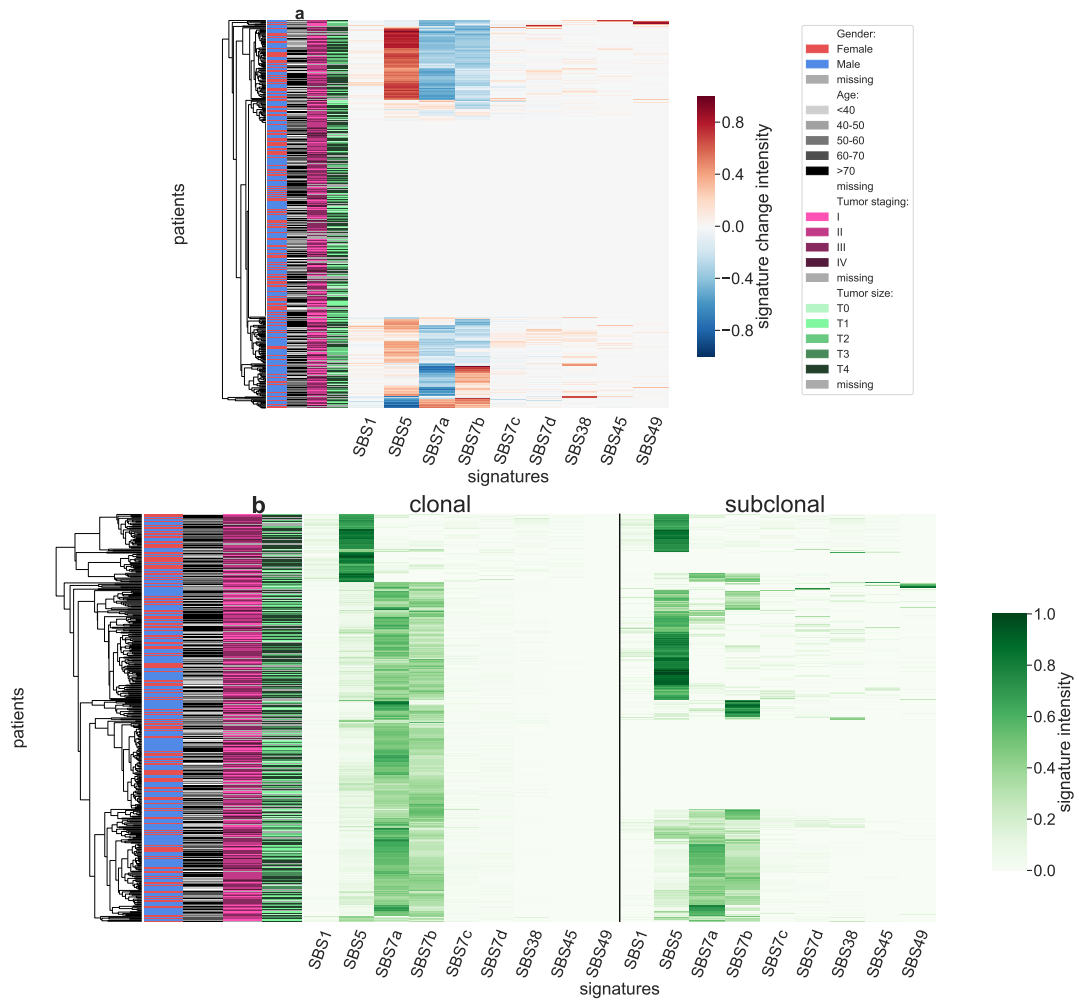 a
patients
SBS1
SBS5
SBS7a
SBS7b
SBS7c
SBS7d
SBS38
SBS45
SBS49
signatures
0.8
0.4
0.0
−0.4
−0.8
signature change intensity
Gender:
Female
Male
missing
Age:
<40
40-50
50-60
60-70
>70
missing
Tumor staging:
I
II
III
IV
missing
Tumor size:
T0
T1
T2
T3
T4
missing
b
clonal
subclonal
patients
SBS1
SBS5
SBS7a
SBS7b
SBS7c
SBS7d
SBS38
SBS45
SBS49
SBS1
SBS5
SBS7a
SBS7b
SBS7c
SBS7d
SBS38
SBS45
SBS49
signatures
1.0
0.8
0.6
0.4
0.2
0.0
signature intensity